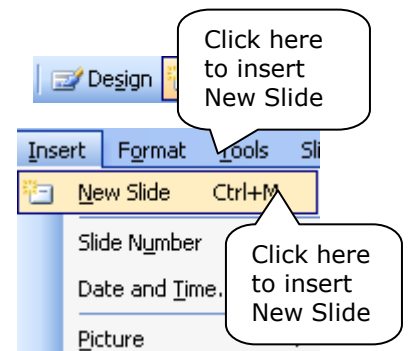 Click here
to insert
New Slide
Design
Insert Format Tools
New Slide Ctrl+M
Slide Number
Date and Time.
Picture
Click here
to insert
New Slide